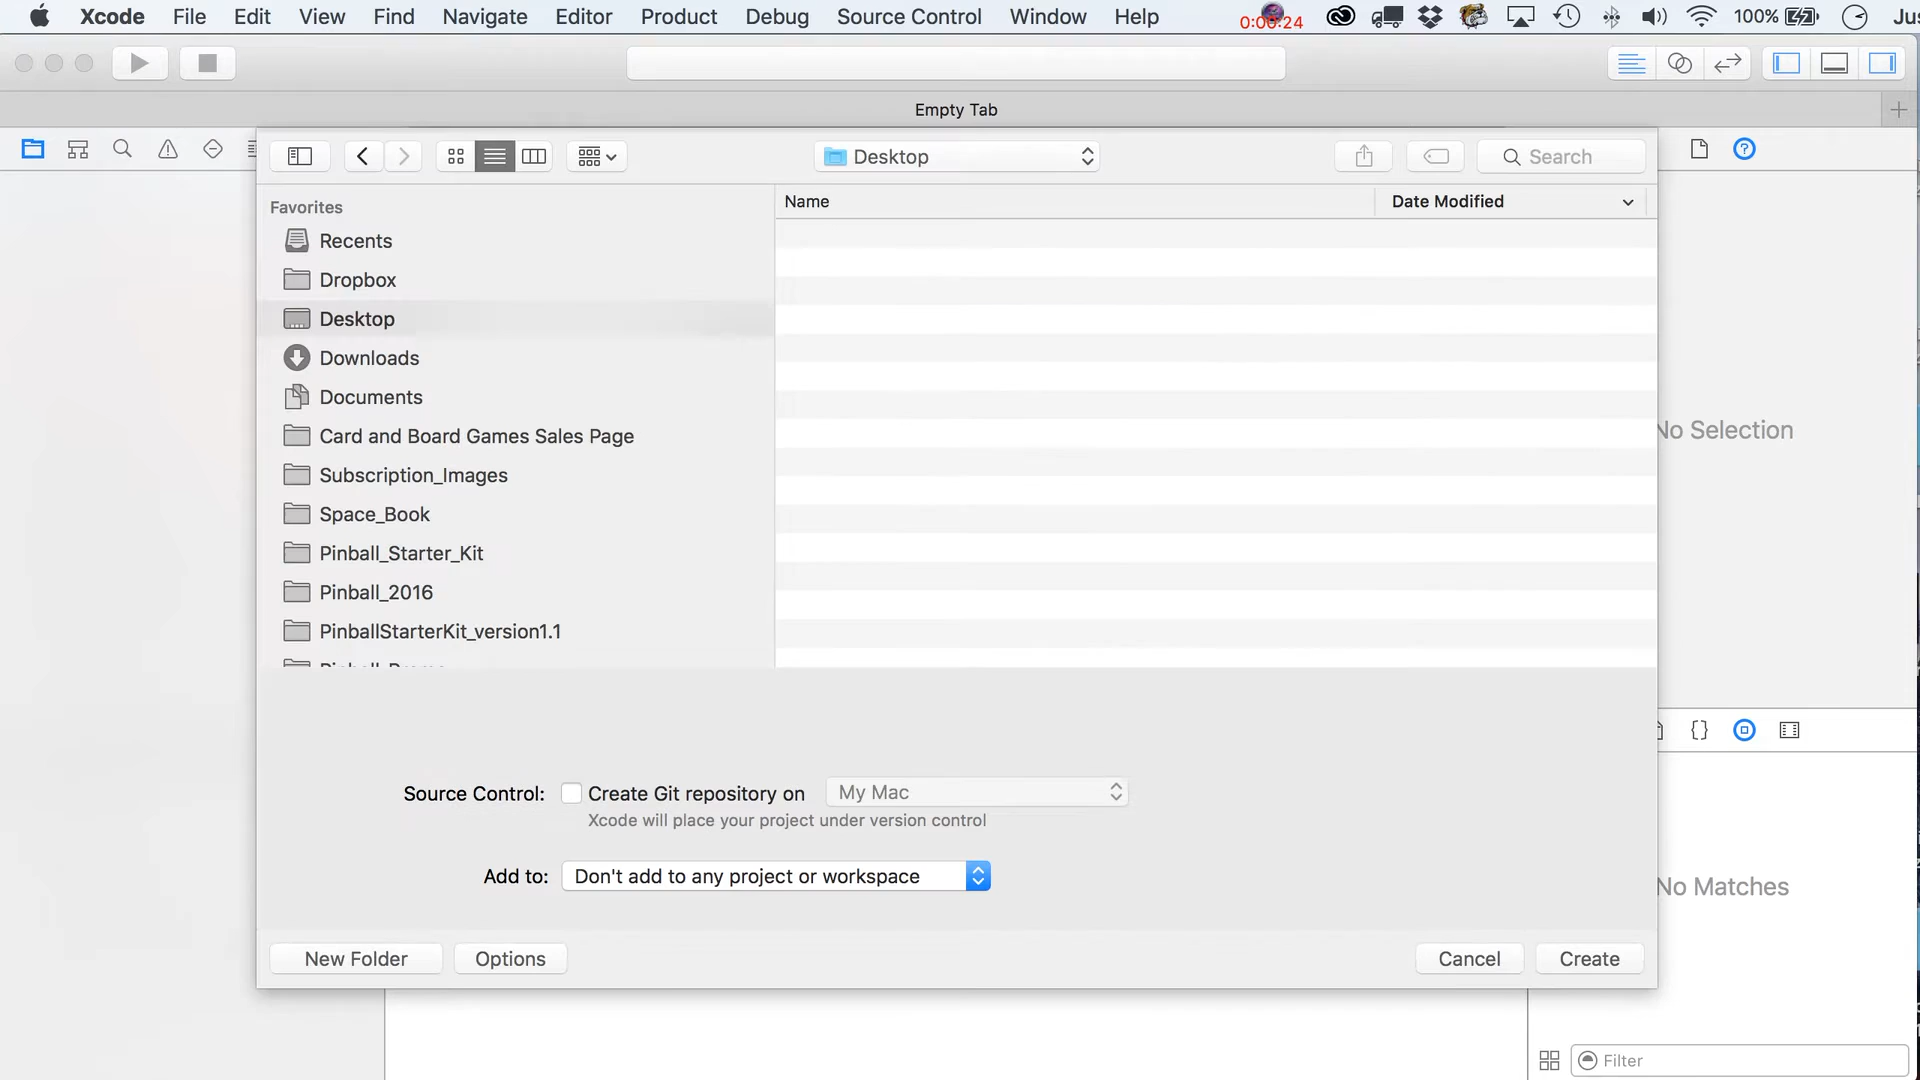 Xcode File Edit View Find Navigate Editor Product Debug Source Control Window Help 0:00:24 100% Jus
Empty Tab
Desktop
Search
Favorites
Name
Date Modified
Recents
Dropbox
Desktop
Downloads
Documents
Card and Board Games Sales Page
Subscription_Images
Space_Book
Pinball_Starter_Kit
Pinball_2016
PinballStarterKit_version1.1
No Selection
Source Control: Create Git repository on My Mac
Xcode will place your project under version control
Add to: Don't add to any project or workspace
No Matches
New Folder Options Cancel Create
Filter